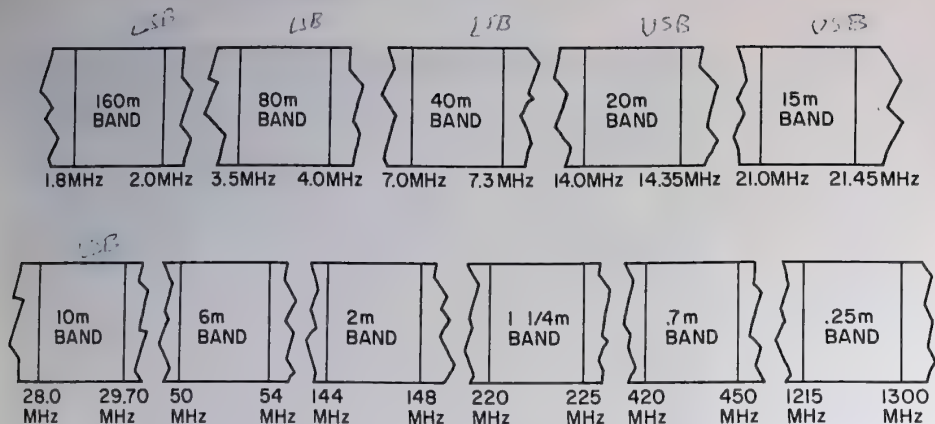 LSB LSB LSB USB USB
160m BAND 80m BAND 40m BAND 20m BAND 15m BAND
1.8MHz 2.0MHz 3.5MHz 4.0MHz 7.0MHz 7.3MHz 14.0MHz 14.35MHz 21.0MHz 21.45MHz
USB
10m BAND 6m BAND 2m BAND 1 1/4m BAND .7m BAND .25m BAND
28.0 MHz 29.70 MHz 50 MHz 54 MHz 144 MHz 148 MHz 220 MHz 225 MHz 420 MHz 450 MHz 1215 MHz 1300 MHz